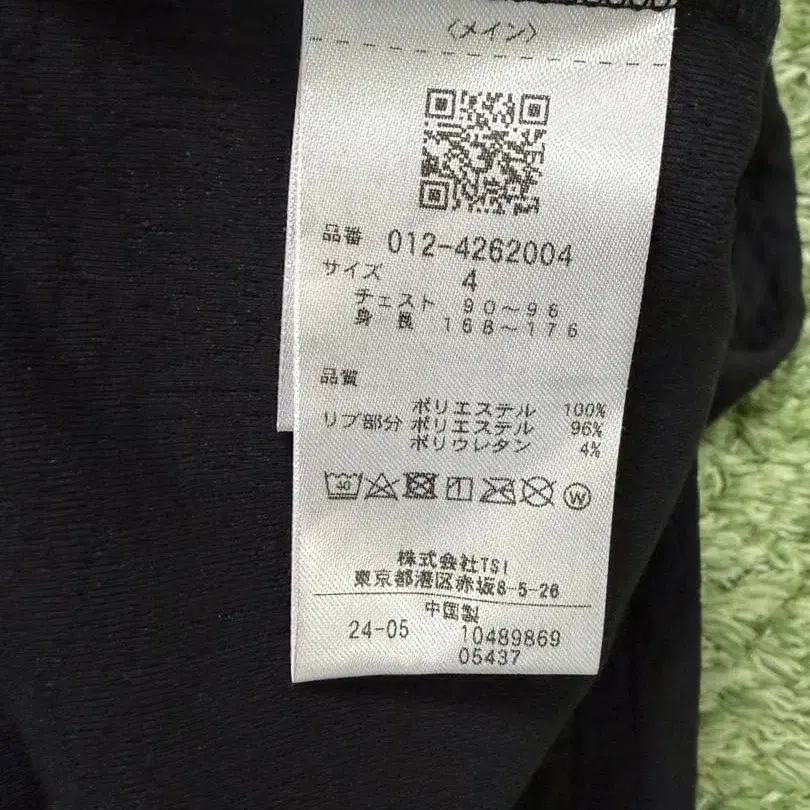 〈メイン〉
品番 012-4262004
サイズ 4
チェスト 90〜96
身長 168〜176
品質
ポリエステル 100%
リブ部分 ポリエステル 96%
ポリウレタン 4%
40 W
株式会社TSI
東京都港区赤坂8-5-26
中国製
24-05 10489869
05437